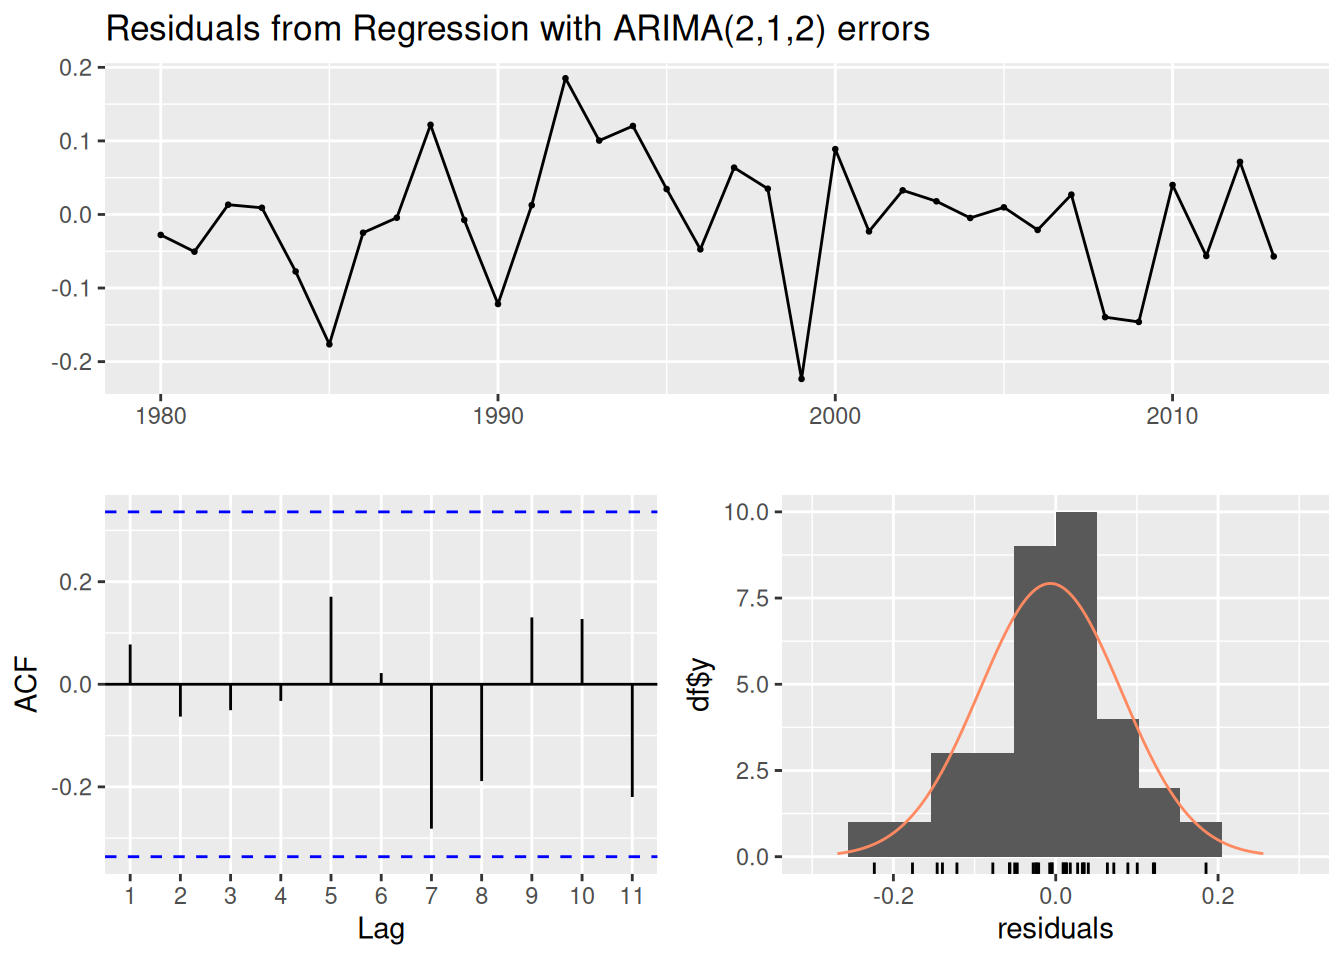 Residuals from Regression with ARIMA(2,1,2) errors
0.2
0.1
0.0
-0.1
-0.2
1980 1990 2000 2010
ACF
0.2
0.0
-0.2
1 2 3 4 5 6 7 8 9 10 11
Lag
df$y
10.0
7.5
5.0
2.5
0.0
-0.2 0.0 0.2
residuals